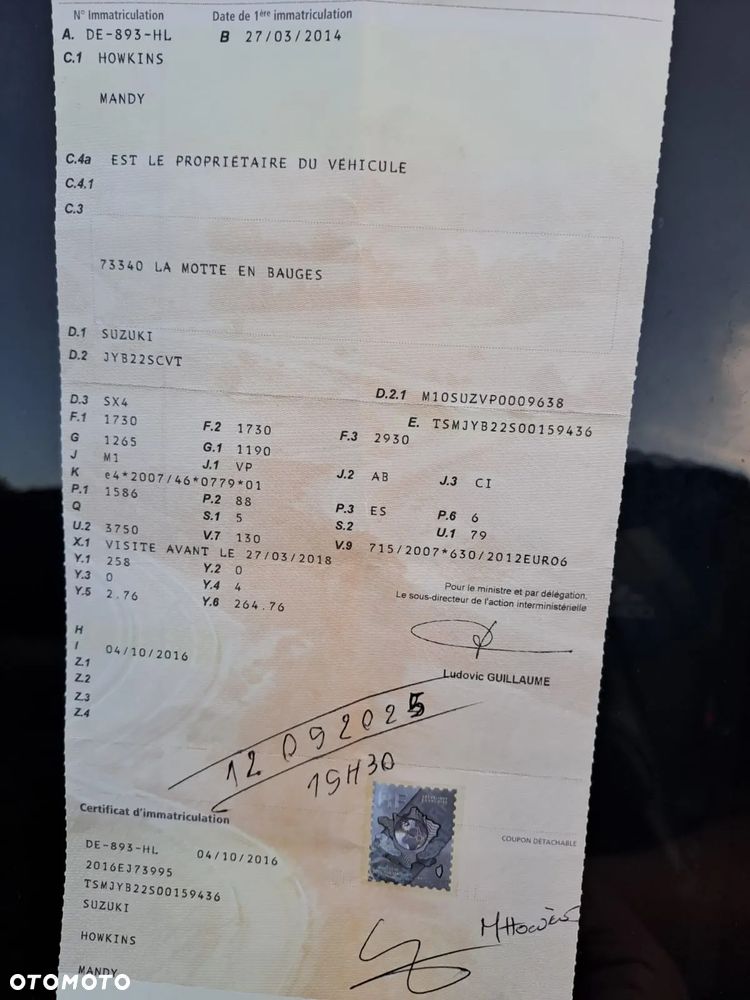 N° Immatriculation Date de 1ère immatriculation
A. DE-893-HL B 27/03/2014
C.1 HOWKINS
MANDY
C.4a EST LE PROPRIÉTAIRE DU VÉHICULE
C.4.1
C.3
73340 LA MOTTE EN BAUGES
D.1 SUZUKI
D.2 JYB22SCVT
D.2.1 M10SUZVP0009638
D.3 SX4
E. TSMJYB22S00159436
F.1 1730 F.2 1730 F.3 2930
G 1265 G.1 1190
J M1 J.1 VP J.2 AB J.3 CI
K e4*2007/46*0779*01
P.1 1586 P.2 88 P.3 ES P.6 6
Q S.1 5 S.2 U.1 79
U.2 3750 V.7 130 V.9 715/2007*630/2012EURO6
X.1 VISITE AVANT LE 27/03/2018
Y.1 258 Y.2 0
Y.3 0 Y.4 4
Y.5 2.76 Y.6 264.76
Pour le ministre et par délégation.
Le sous-directeur de l'action interministérielle
H
I 04/10/2016
Z.1
Z.2
Z.3
Z.4
Ludovic GUILLAUME
12 09 2025
19H30
Certificat d'immatriculation
COUPON DÉTACHABLE
DE-893-HL 04/10/2016
2016EJ73995
TSMJYB22S00159436
SUZUKI
HOWKINS
MANDY
OTOMOTO